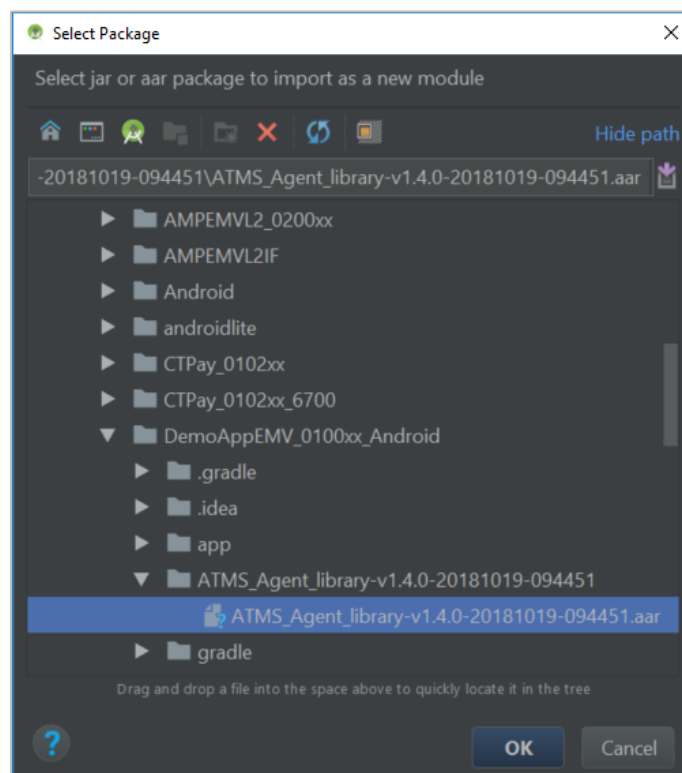 Select Package
Select jar or aar package to import as a new module
Hide path
-20181019-094451\ATMS_Agent_library-v1.4.0-20181019-094451.aar
AMPEMVL2_0200xx
AMPEMVL2IF
Android
androidlite
CTPay_0102xx
CTPay_0102xx_6700
DemoAppEMV_0100xx_Android
.gradle
.idea
app
ATMS_Agent_library-v1.4.0-20181019-094451
ATMS_Agent_library-v1.4.0-20181019-094451.aar
gradle
Drag and drop a file into the space above to quickly locate it in the tree
? OK Cancel